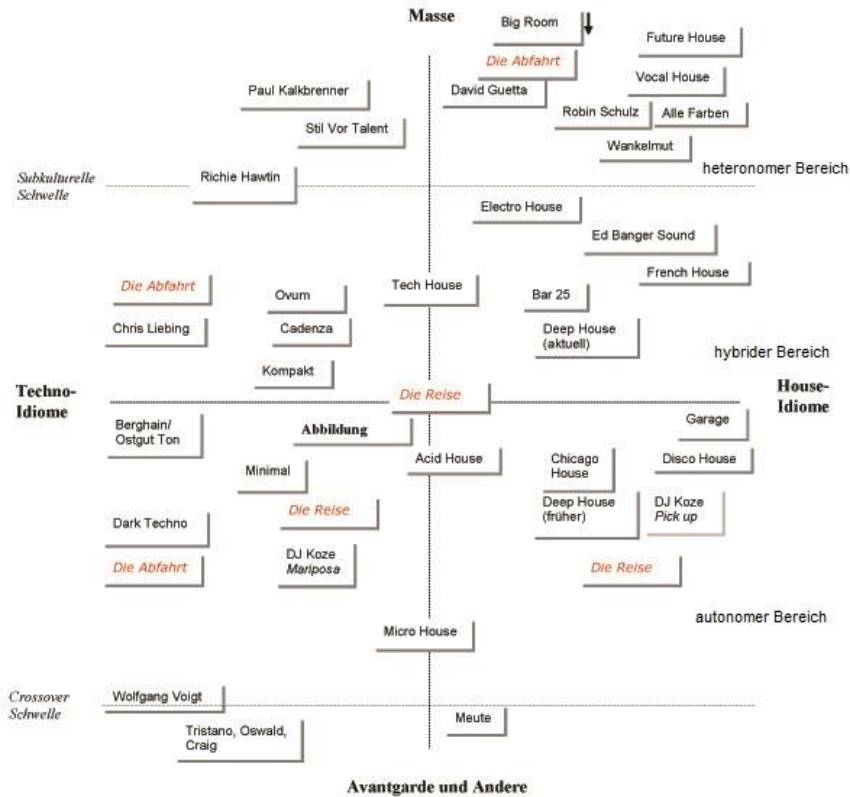 Masse
Big Room
Future House
Die Abfahrt
Vocal House
Paul Kalkbrenner
David Guetta
Robin Schulz
Alle Farben
Stil Vor Talent
Wankelmut
heteronomer Bereich
Subkulturelle
Schwelle
Richie Hawtin
Electro House
Ed Banger Sound
French House
Die Abfahrt
Ovum
Tech House
Bar 25
Chris Liebing
Cadenza
Deep House
(aktuell)
hybrider Bereich
Kompakt
Techno-
Idiome
Die Reise
House-
Idiome
Berghain/
Ostgut Ton
Abbildung
Garage
Minimal
Acid House
Chicago
House
Disco House
Dark Techno
Die Reise
Deep House
(früher)
DJ Koze
Pick up
Die Abfahrt
DJ Koze
Mariposa
Die Reise
autonomer Bereich
Micro House
Crossover
Schwelle
Wolfgang Voigt
Tristano, Oswald,
Craig
Meute
Avantgarde und Andere